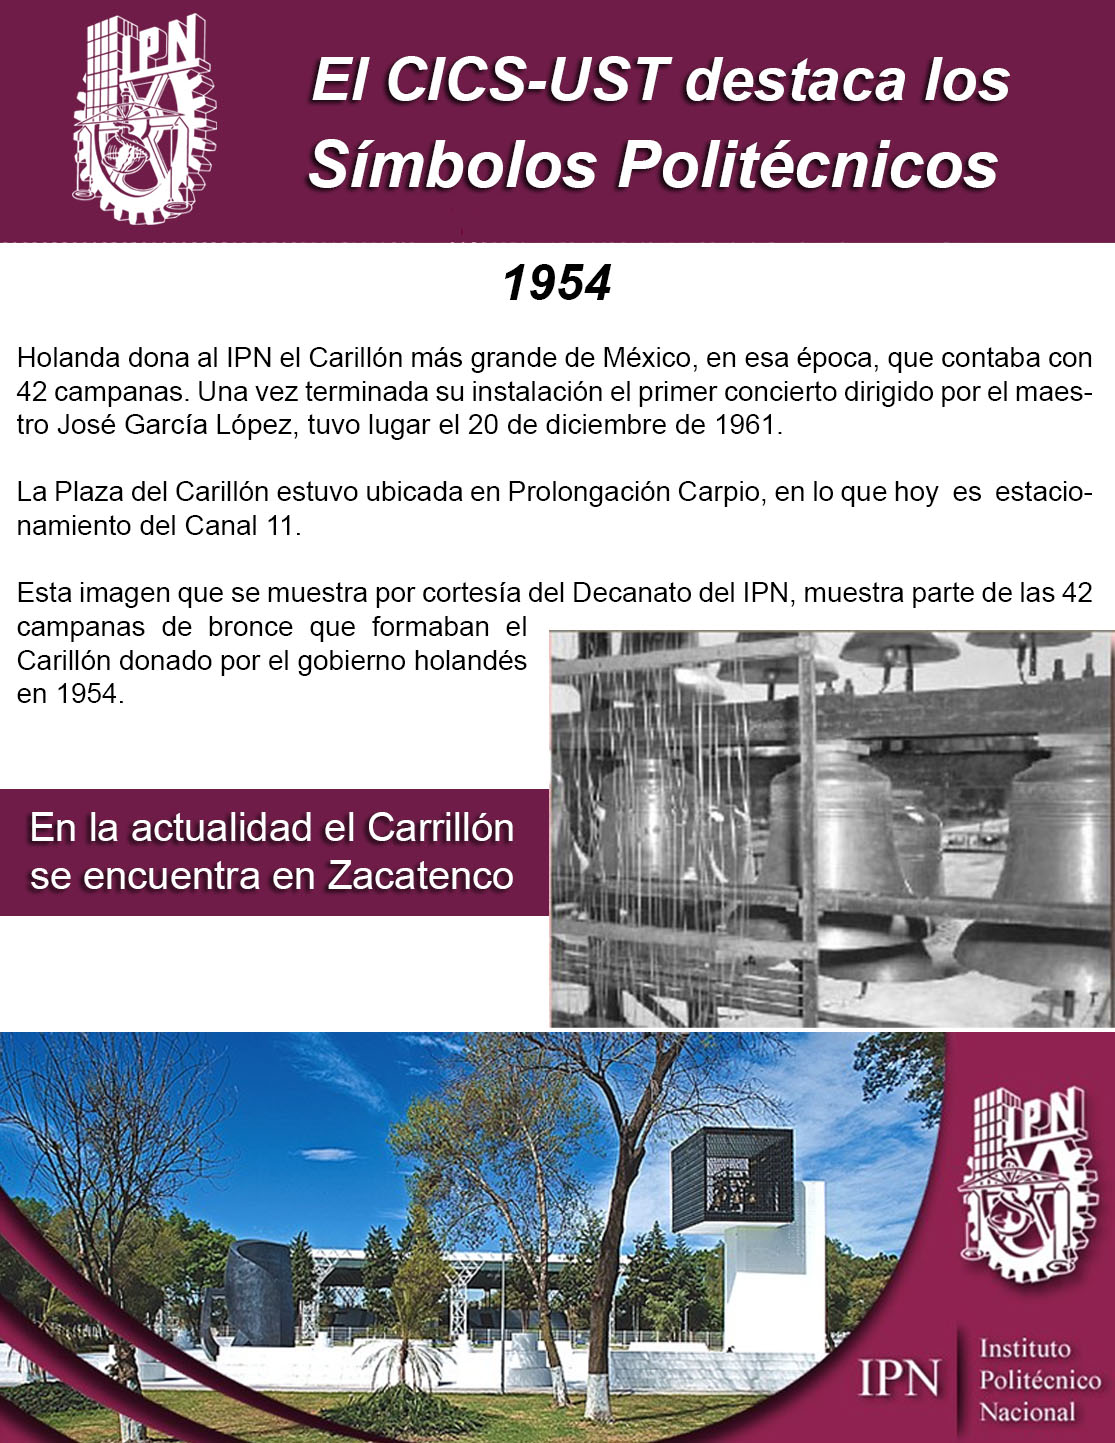 IPN
El CICS-UST destaca los
Símbolos Politécnicos
1954
Holanda dona al IPN el Carillón más grande de México, en esa época, que contaba con
42 campanas. Una vez terminada su instalación el primer concierto dirigido por el maes-
tro José García López, tuvo lugar el 20 de diciembre de 1961.
La Plaza del Carillón estuvo ubicada en Prolongación Carpio, en lo que hoy es estacio-
namiento del Canal 11.
Esta imagen que se muestra por cortesía del Decanato del IPN, muestra parte de las 42
campanas de bronce que formaban el
Carillón donado por el gobierno holandés
en 1954.
En la actualidad el Carrillón
se encuentra en Zacatenco
IPN
IPN
Instituto
Politécnico
Nacional